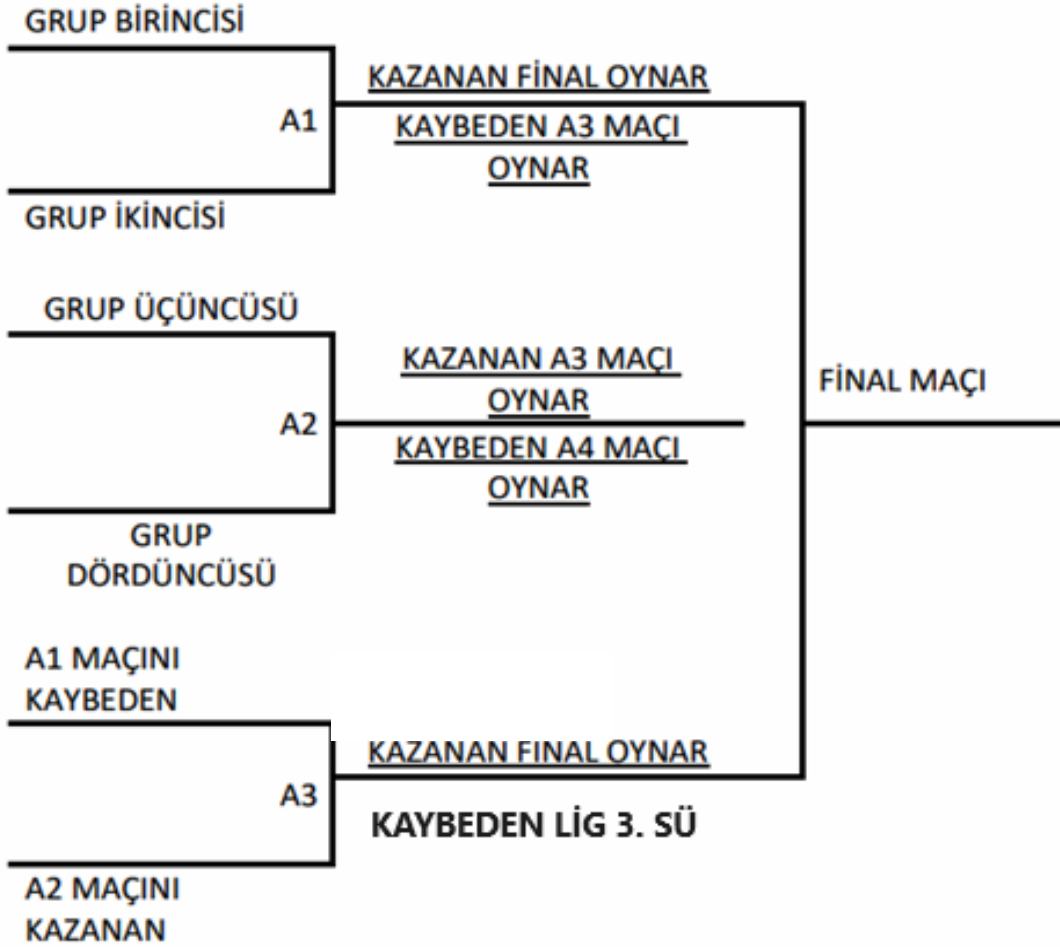 GRUP BİRİNCİSİ
KAZANAN FİNAL OYNAR
A1
KAYBEDEN A3 MAÇI
OYNAR
GRUP İKİNCİSİ
GRUP ÜÇÜNCÜSÜ
KAZANAN A3 MAÇI
OYNAR
FİNAL MAÇI
A2
KAYBEDEN A4 MAÇI
OYNAR
GRUP
DÖRDÜNCÜSÜ
A1 MAÇINI
KAYBEDEN
KAZANAN FINAL OYNAR
A3
KAYBEDEN LİG 3. SÜ
A2 MAÇINI
KAZANAN